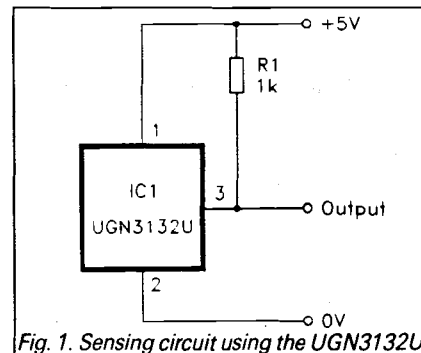 +5V
R1
1k
1
IC1
3
UGN3132U
Output
2
0V
Fig. 1. Sensing circuit using the UGN3132U